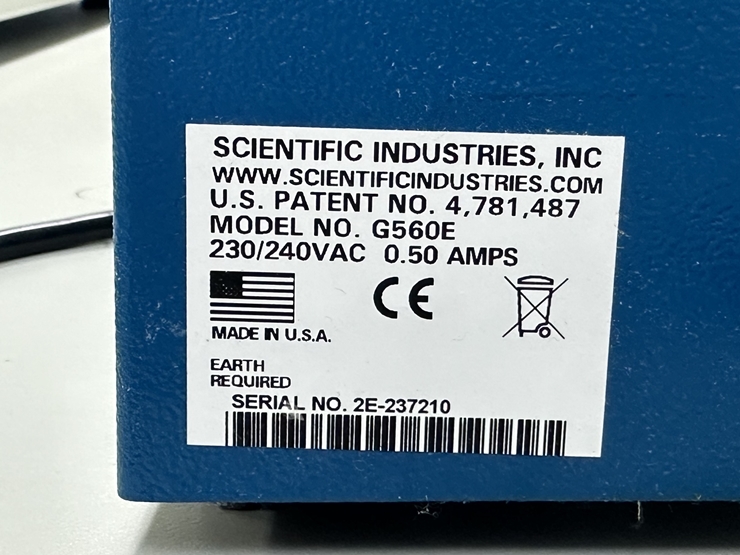 SCIENTIFIC INDUSTRIES, INC
WWW.SCIENTIFICINDUSTRIES.COM
U.S. PATENT NO. 4,781,487
MODEL NO. G560E
230/240VAC 0.50 AMPS
CE
MADE IN U.S.A.
EARTH
REQUIRED
SERIAL NO. 2E-237210